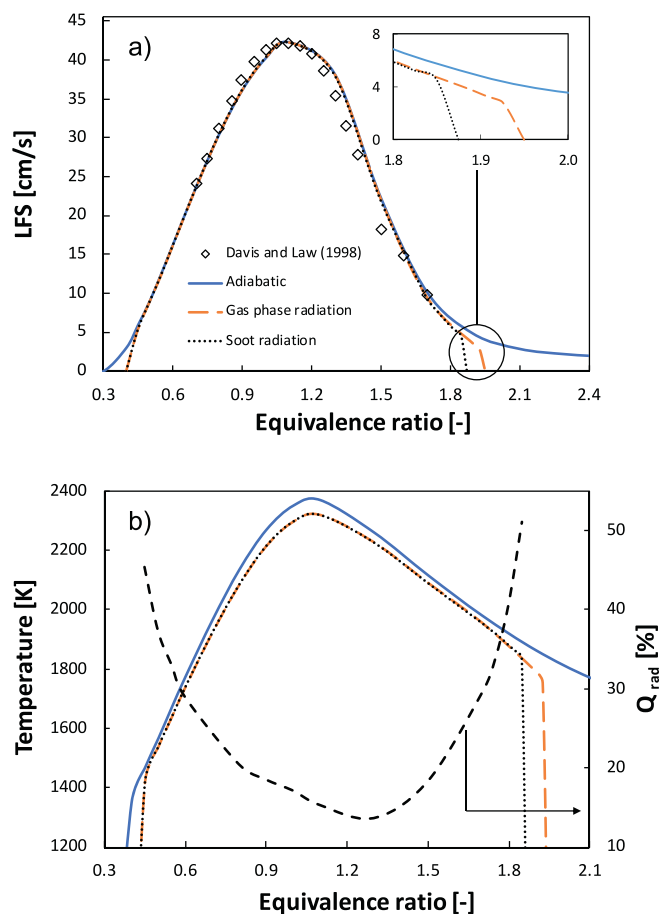 a)
45
40
35
30
25
20
15
10
5
0
LFS [cm/s]
8
4
0
1.8 1.9 2.0
Davis and Law (1998)
Adiabatic
Gas phase radiation
Soot radiation
0.3 0.6 0.9 1.2 1.5 1.8 2.1 2.4
Equivalence ratio [-]
b)
2400
2200
2000
1800
1600
1400
1200
Temperature [K]
50
40
30
20
10
Q rad [%]
0.3 0.6 0.9 1.2 1.5 1.8 2.1
Equivalence ratio [-]